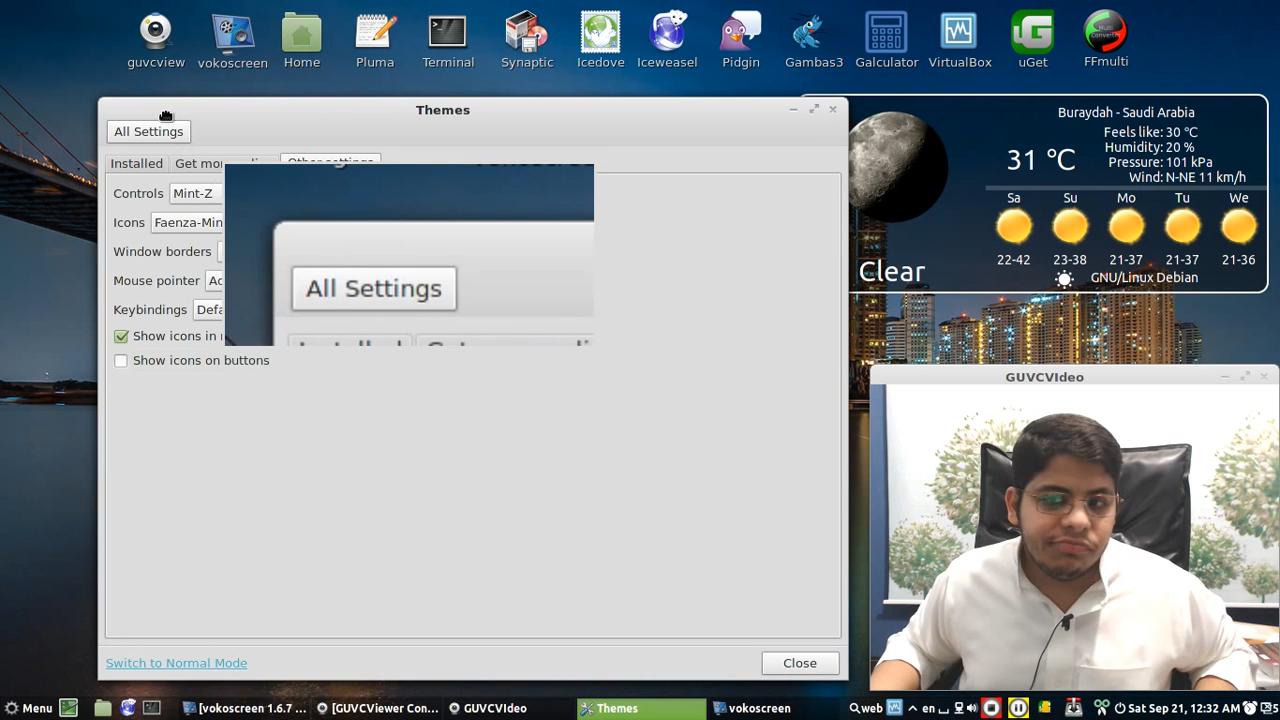 guvcview
vokoscreen
Home
Pluma
Terminal
Synaptic
Icedove
Iceweasel
Pidgin
Gambas3
Galculator
VirtualBox
uGet
FFmulti
Themes
All Settings
Installed
Other settings
Controls Mint-Z
Icons
Window borders
Mouse pointer
Keybindings
Show icons in
Show icons on buttons
All Settings
Switch to Normal Mode
Close
Buraydah - Saudi Arabia
31 °C
Feels like: 30 °C
Humidity: 20 %
Pressure: 101 kPa
Wind: N-NE 11 km/h
Sa Su Mo Tu We
22-42 23-38 21-37 21-37 21-36
Clear
GNU/Linux Debian
GUVCVIdeo
Menu
[vokoscreen 1.6.7 ...
[GUVCViewer Con...
GUVCVIdeo
Themes
vokoscreen
web
en
Sat Sep 21, 12:32 AM
5